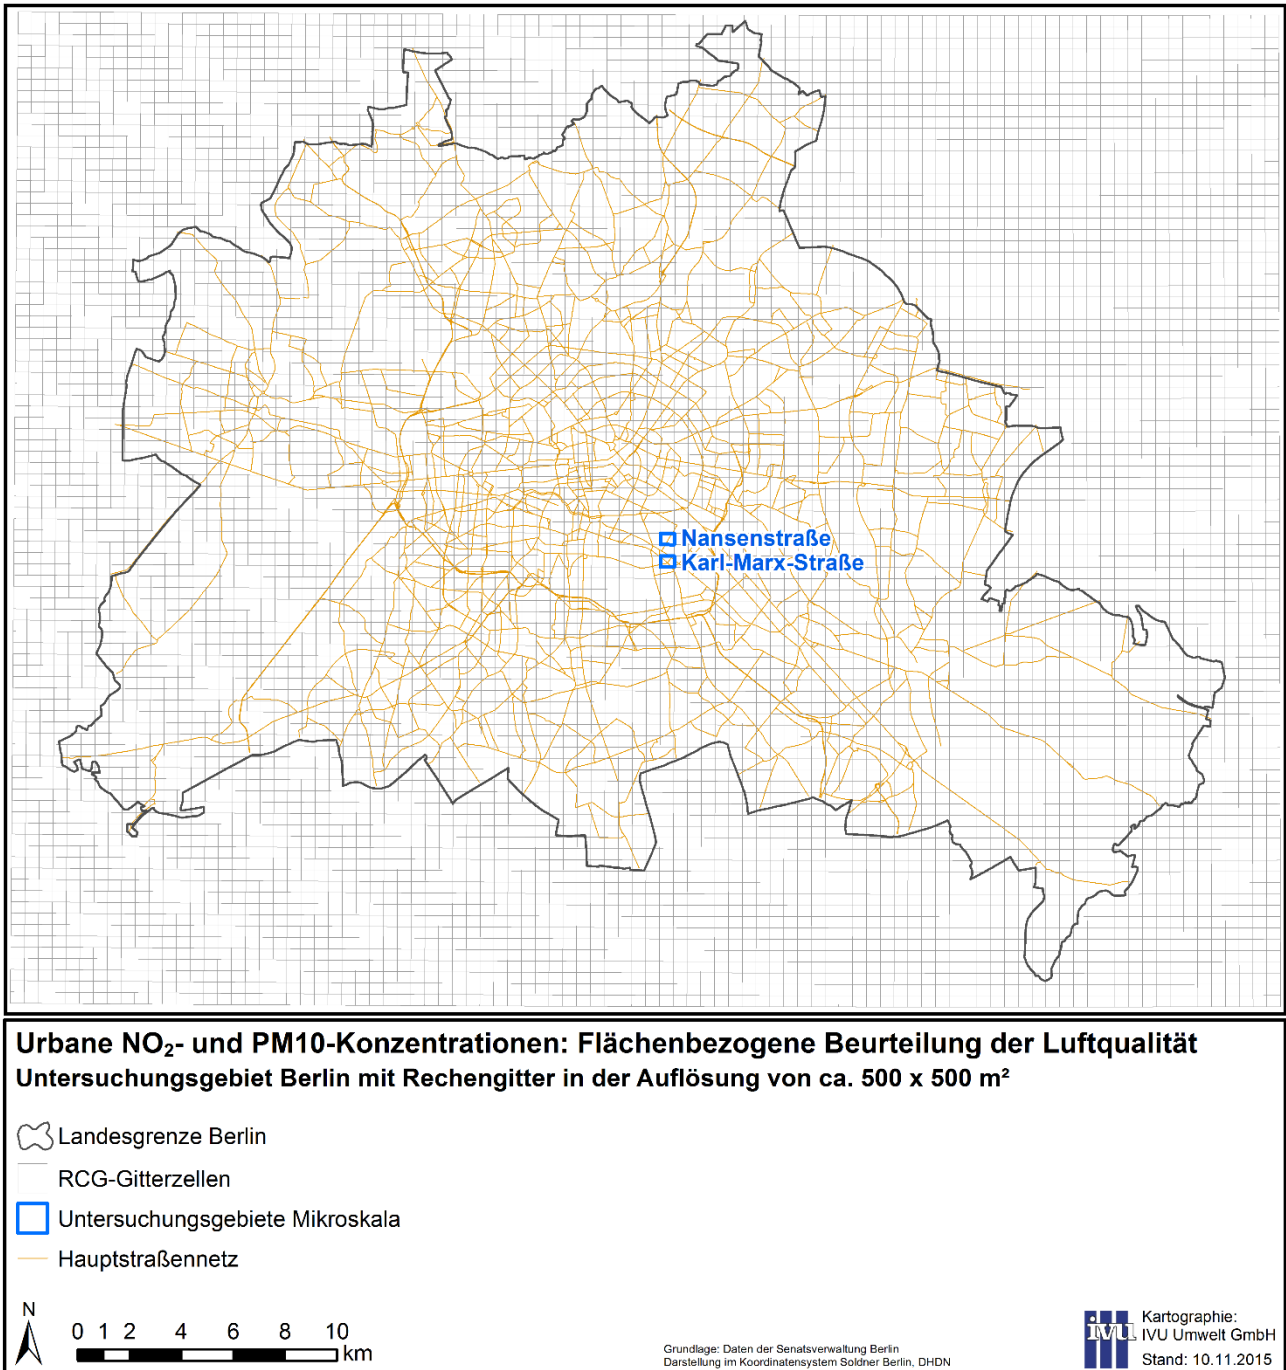 Nansenstraße
Karl-Marx-Straße
Urbane NO₂- und PM10-Konzentrationen: Flächenbezogene Beurteilung der Luftqualität
Untersuchungsgebiet Berlin mit Rechengitter in der Auflösung von ca. 500 x 500 m²
Landesgrenze Berlin
RCG-Gitterzellen
Untersuchungsgebiete Mikroskala
Hauptstraßennetz
N
0 1 2 4 6 8 10
km
Grundlage: Daten der Senatsverwaltung Berlin
Darstellung im Koordinatensystem Soldner Berlin, DHDN
ivu
Kartographie:
IVU Umwelt GmbH
Stand: 10.11.2015